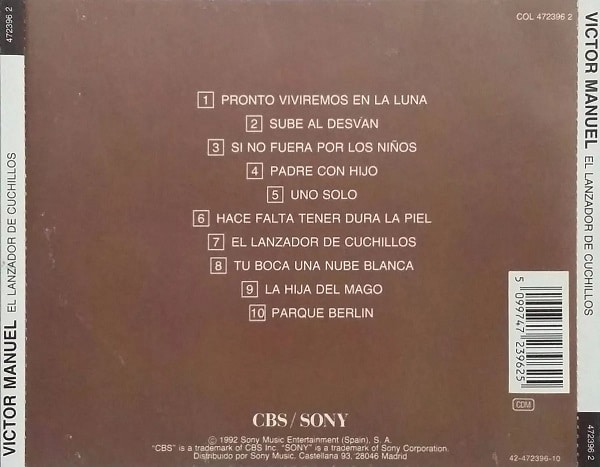 472396 2
VICTOR MANUEL EL LANZADOR DE CUCHILLOS
COL 472396 2
1 PRONTO VIVIREMOS EN LA LUNA
2 SUBE AL DESVAN
3 SI NO FUERA POR LOS NIÑOS
4 PADRE CON HIJO
5 UNO SOLO
6 HACE FALTA TENER DURA LA PIEL
7 EL LANZADOR DE CUCHILLOS
8 TU BOCA UNA NUBE BLANCA
9 LA HIJA DEL MAGO
10 PARQUE BERLIN
5 099747 239625
CDM
CBS / SONY
℗ 1992 Sony Music Entertainment (Spain), S. A.
"CBS" is a trademark of CBS Inc. "SONY" is a trademark of Sony Corporation.
Distribuido por Sony Music. Castellana 93, 28046 Madrid
42-472396-10
VICTOR MANUEL EL LANZADOR DE CUCHILLOS
472396 2